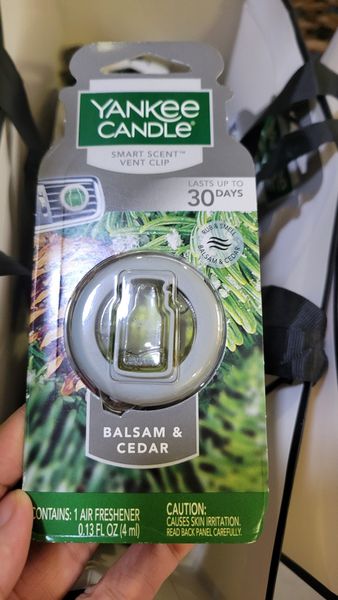 YANKEE
CANDLE®
SMART SCENT™
VENT CLIP
LASTS UP TO
30 DAYS
RUB & SMELL
BALSAM & CEDAR
BALSAM &
CEDAR
CONTAINS: 1 AIR FRESHENER
0.13 FL OZ (4 ml)
CAUTION:
CAUSES SKIN IRRITATION.
READ BACK PANEL CAREFULLY.